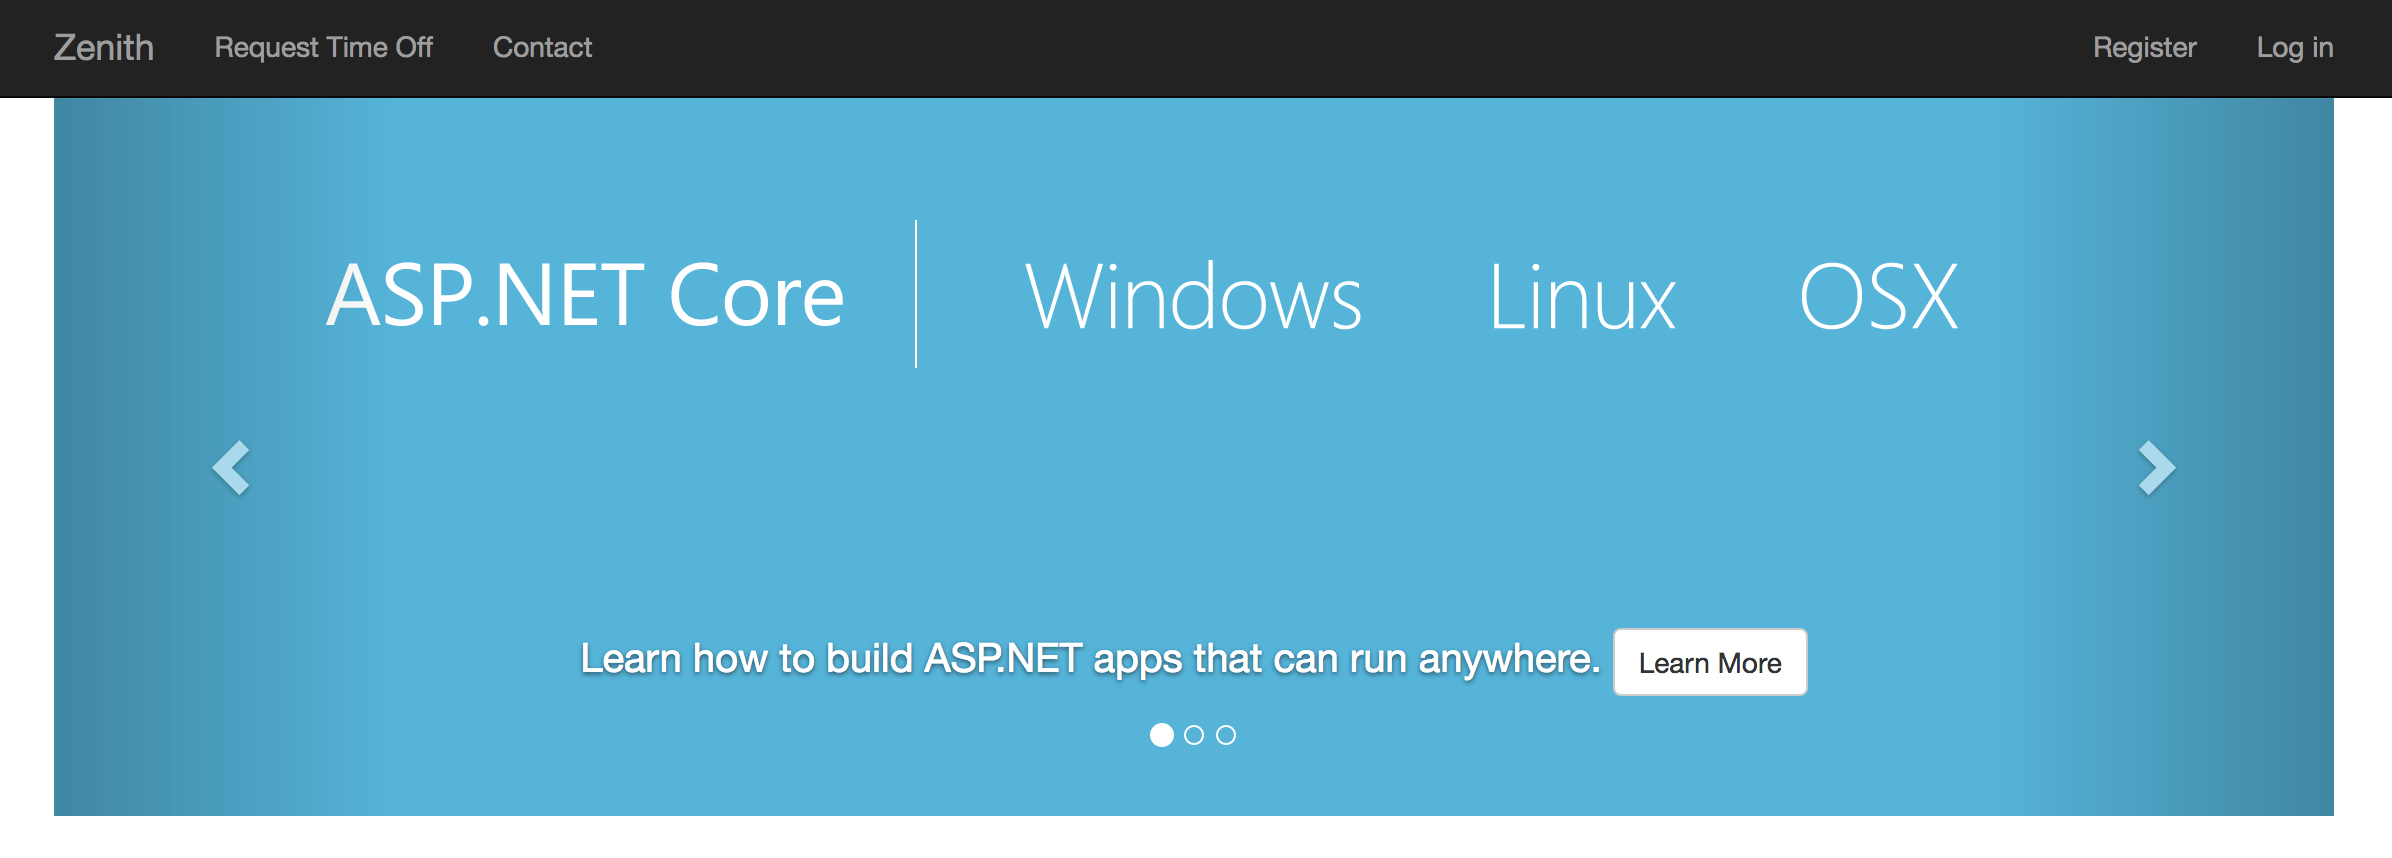 Zenith Request Time Off Contact Register Log in
ASP.NET Core Windows Linux OSX
Learn how to build ASP.NET apps that can run anywhere. Learn More